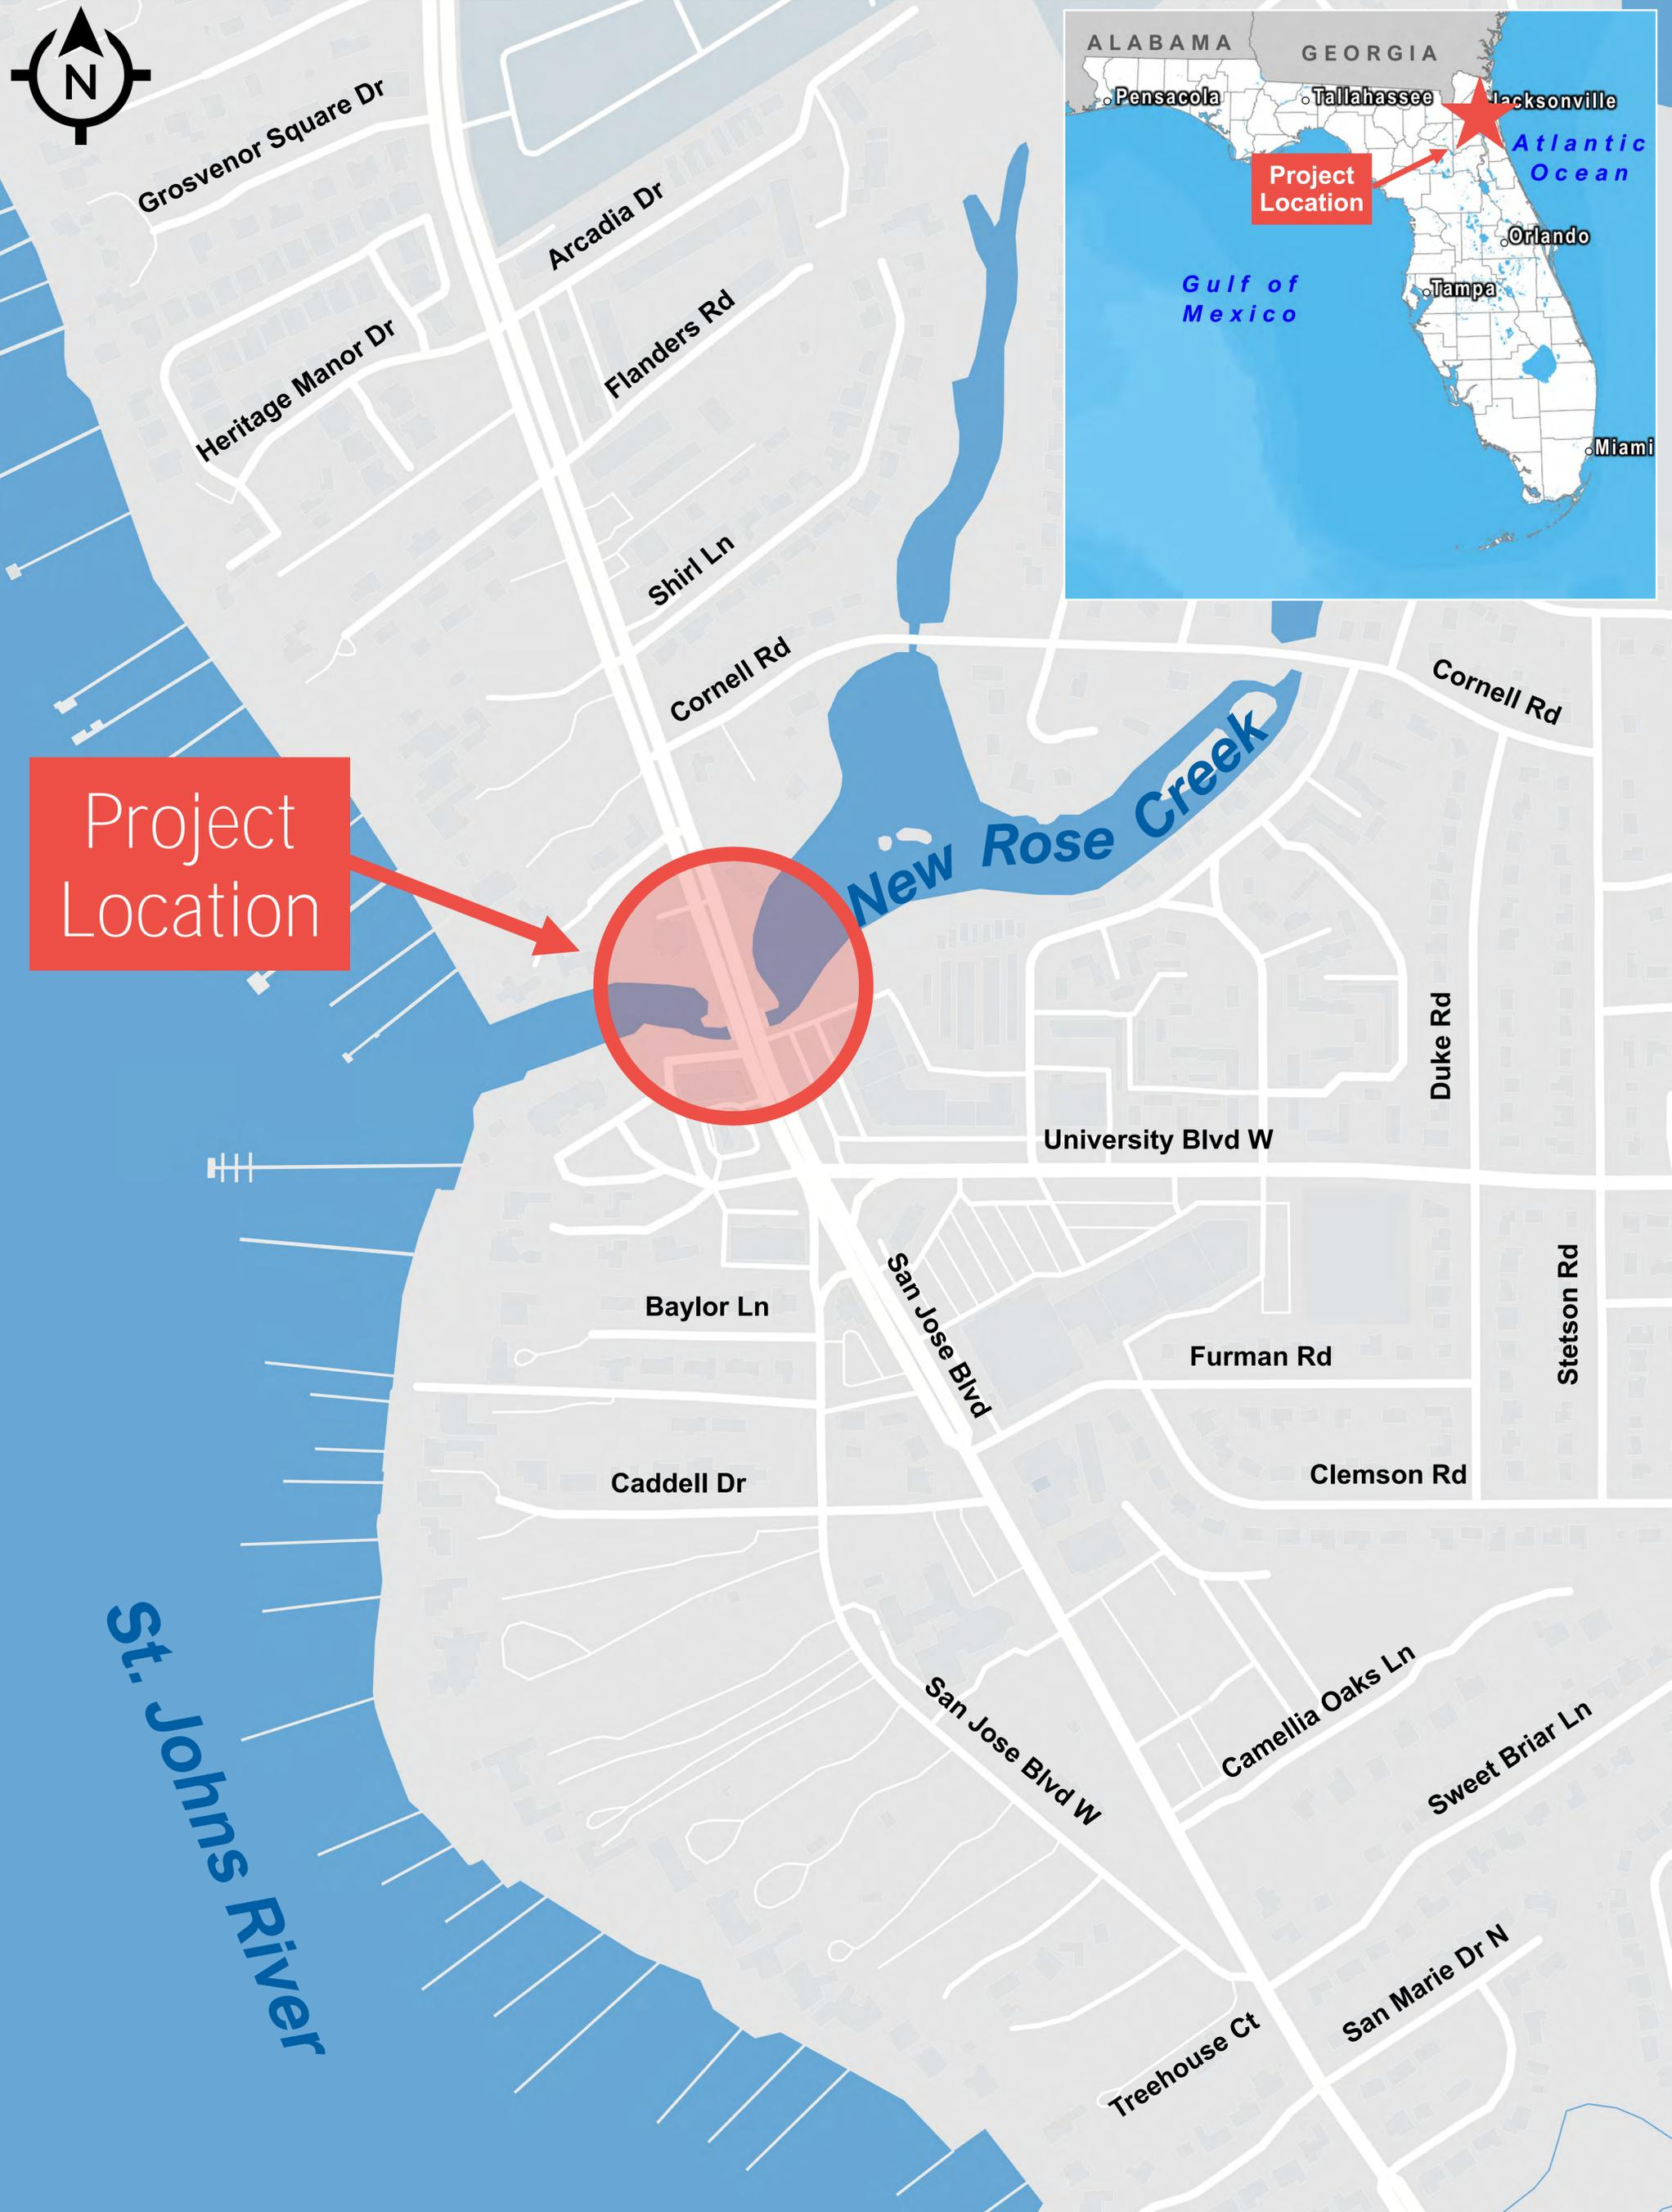 N
ALABAMA
GEORGIA
Pensacola
Tallahassee
Jacksonville
Atlantic
Ocean
Project
Location
Orlando
Gulf of
Mexico
Tampa
Miami
Grosvenor Square Dr
Arcadia Dr
Flanders Rd
Heritage Manor Dr
Shirl Ln
Cornell Rd
Cornell Rd
New Rose Creek
Project
Location
Duke Rd
University Blvd W
San Jose Blvd
Stetson Rd
Baylor Ln
Furman Rd
Caddell Dr
Clemson Rd
St. Johns River
San Jose Blvd W
Camellia Oaks Ln
Sweet Briar Ln
San Marie Dr N
Treehouse Ct